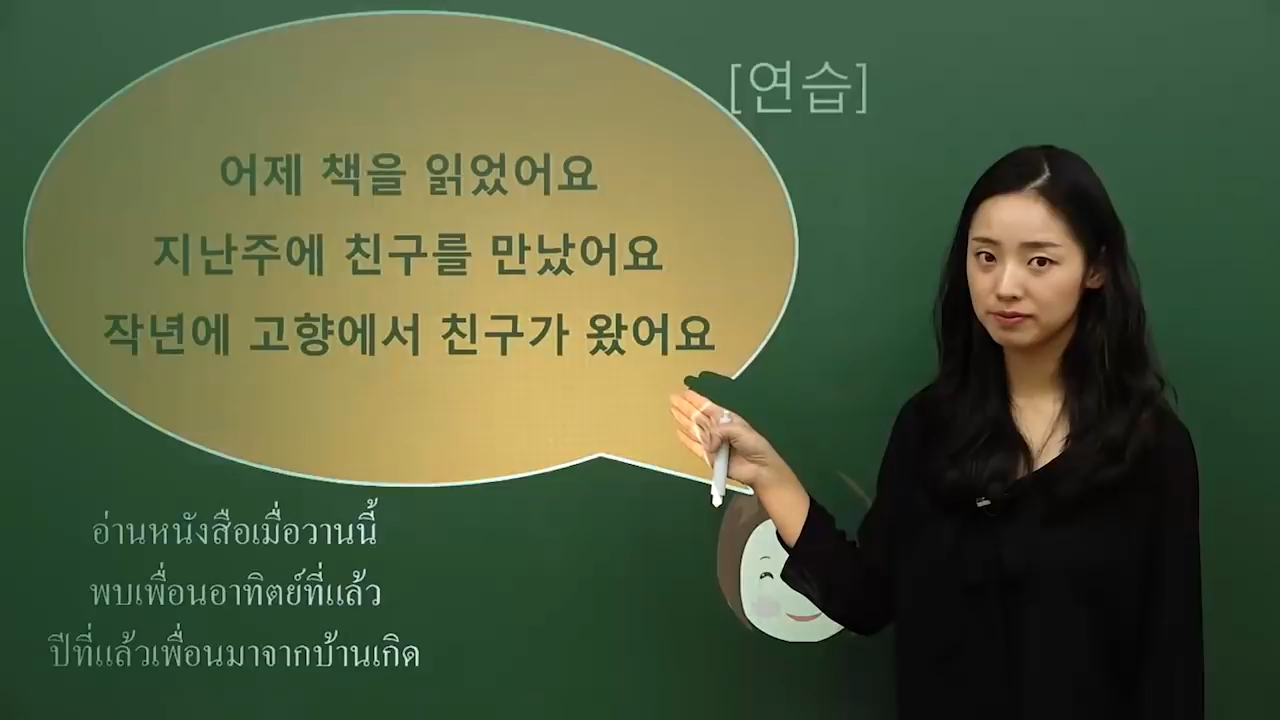 [연습]
어제 책을 읽었어요
지난주에 친구를 만났어요
작년에 고향에서 친구가 왔어요
อ่านหนังสือเมื่อวานนี้
พบเพื่อนอาทิตย์ที่แล้ว
ปีที่แล้วเพื่อนมาจากบ้านเกิด